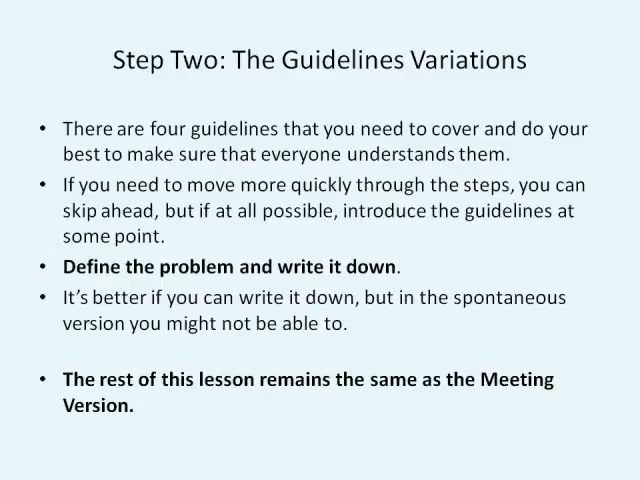 Step Two: The Guidelines Variations
• There are four guidelines that you need to cover and do your
best to make sure that everyone understands them.
• If you need to move more quickly through the steps, you can
skip ahead, but if at all possible, introduce the guidelines at
some point.
• Define the problem and write it down.
• It’s better if you can write it down, but in the spontaneous
version you might not be able to.
• The rest of this lesson remains the same as the Meeting
Version.